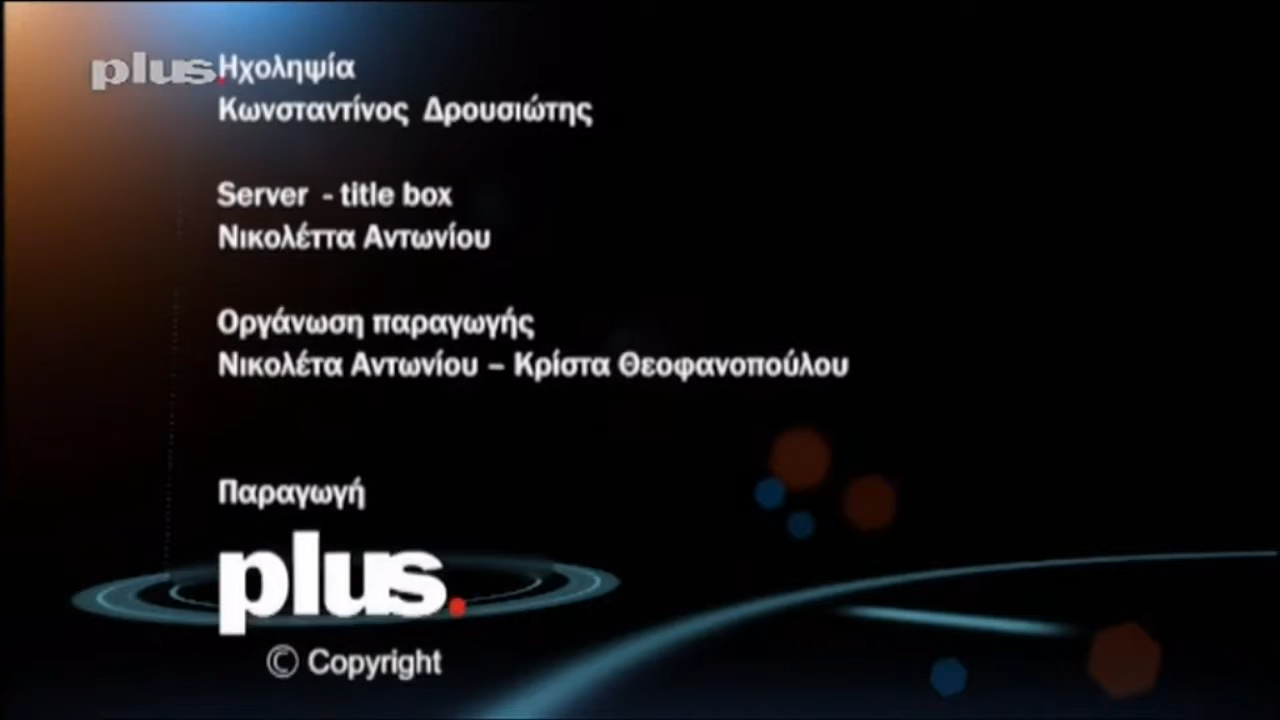 plus.
Ηχοληψία
Κωνσταντίνος Δρουσιώτης
Server - title box
Νικολέττα Αντωνίου
Οργάνωση παραγωγής
Νικολέτα Αντωνίου – Κρίστα Θεοφανοπούλου
Παραγωγή
plus.
© Copyright